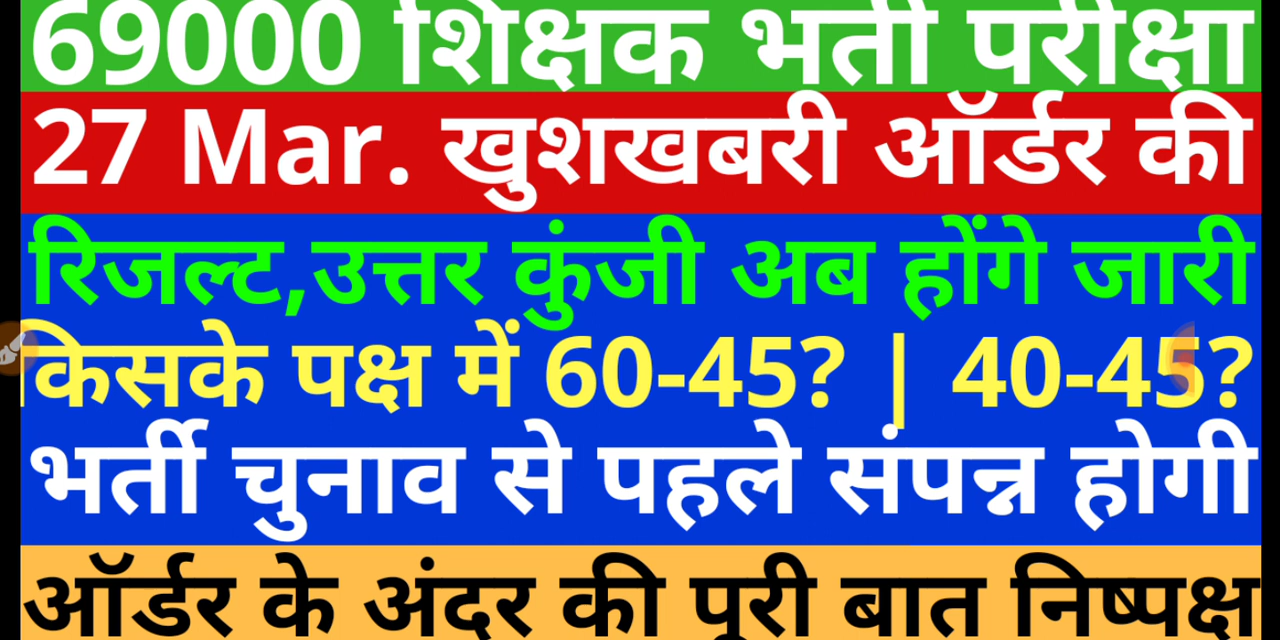 69000 शिक्षक भर्ती परीक्षा
27 Mar. खुशखबरी ऑर्डर की
रिजल्ट,उत्तर कुंजी अब होंगे जारी
किसके पक्ष में 60-45? | 40-45?
भर्ती चुनाव से पहले संपन्न होगी
ऑर्डर के अंदर की पूरी बात निष्पक्ष